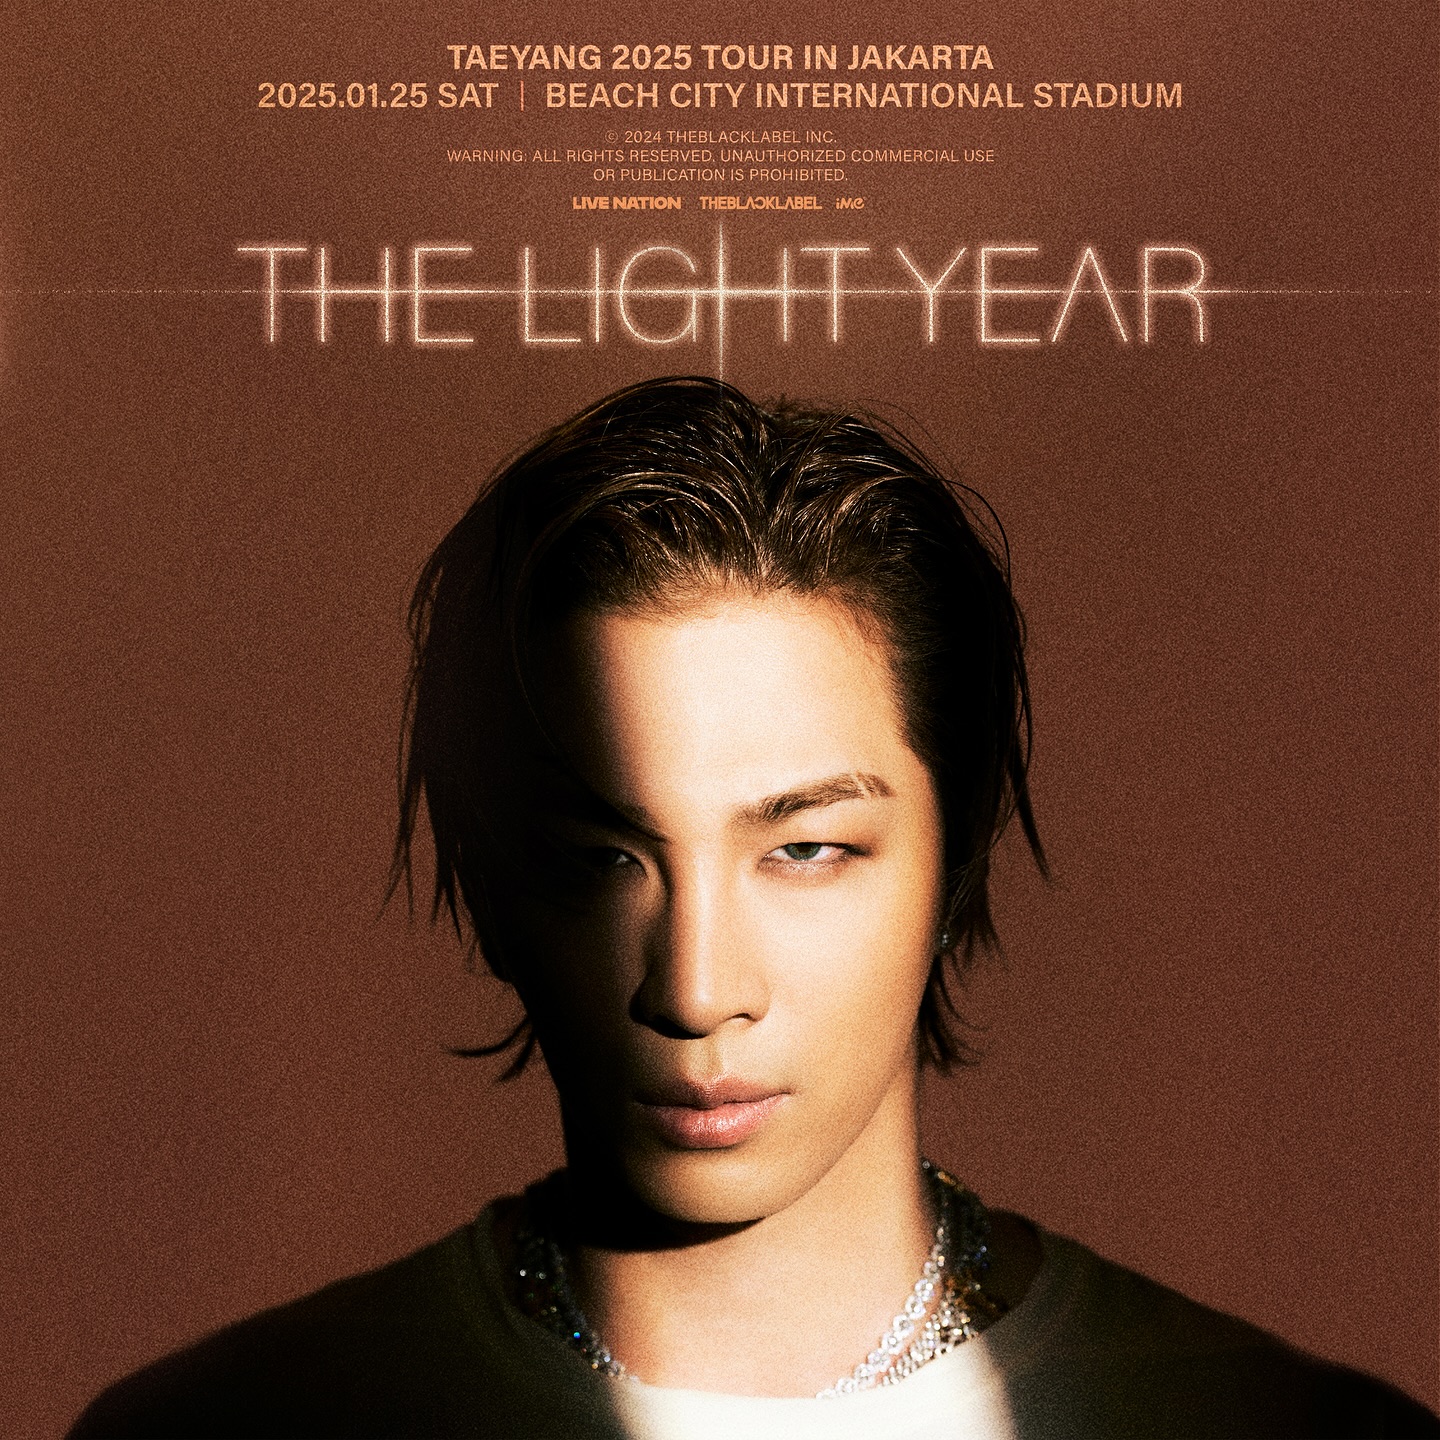 TAEYANG 2025 TOUR IN JAKARTA
2025.01.25 SAT | BEACH CITY INTERNATIONAL STADIUM
© 2024 THEBLACKLABEL INC.
WARNING: ALL RIGHTS RESERVED, UNAUTHORIZED COMMERCIAL USE
OR PUBLICATION IS PROHIBITED.
LIVE NATION THEBLACKLABEL iMe
THE LIGHT YEAR